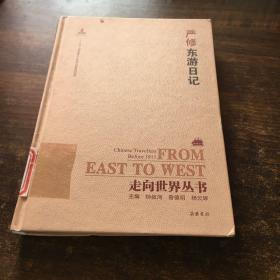 严修东游日记
Chinese Travellers
Before 1911
FROM
EAST TO WEST
走向世界丛书
主编 钟叔河 曾德明 杨云辉
岳麓书社